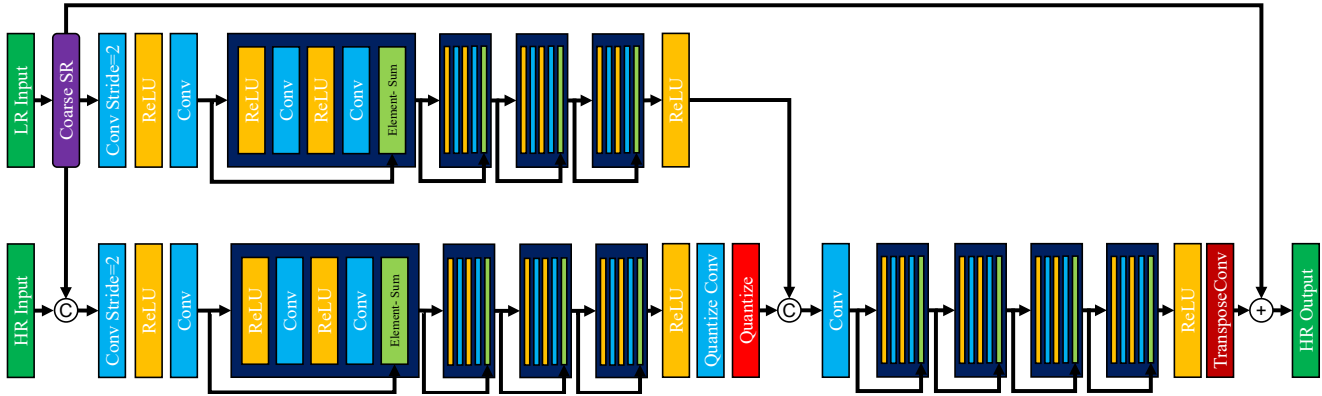 LR Input
Coarse SR
Conv Stride=2
ReLU
Conv
ReLU
Conv
ReLU
Conv
Element- Sum
ReLU
HR Input
C
Conv Stride=2
ReLU
Conv
ReLU
Conv
ReLU
Conv
Element- Sum
ReLU
Quantize Conv
Quantize
C
Conv
ReLU
TransposeConv
+
HR Output